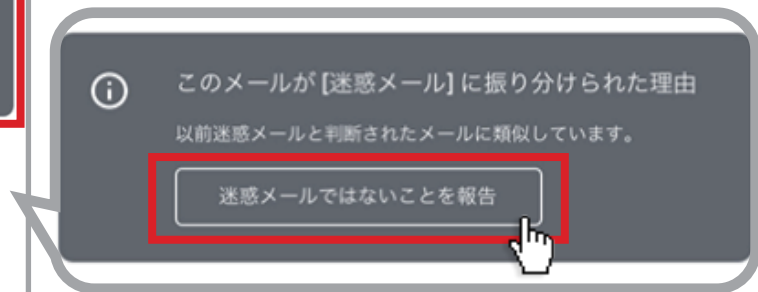 このメールが [迷惑メール] に振り分けられた理由
以前迷惑メールと判断されたメールに類似しています。
迷惑メールではないことを報告